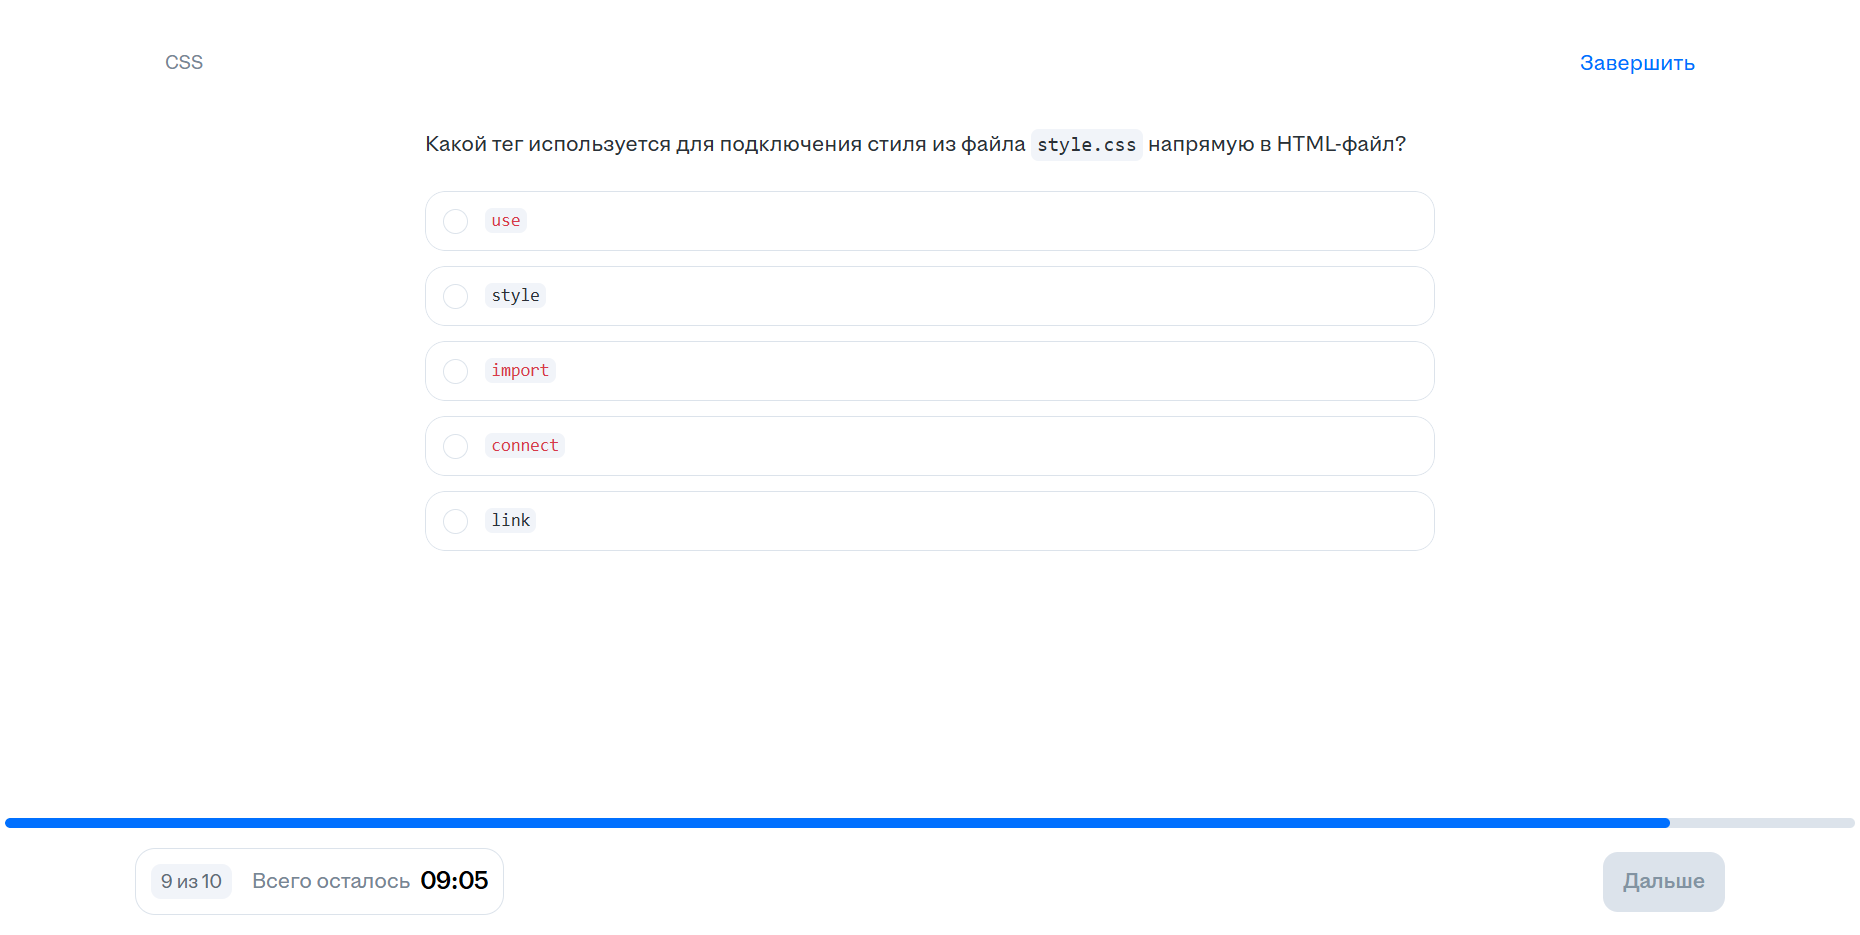 CSS
Завершить
Какой тег используется для подключения стиля из файла style.css напрямую в HTML-файл?
use
style
import
connect
link
9 из 10
Всего осталось 09:05
Дальше